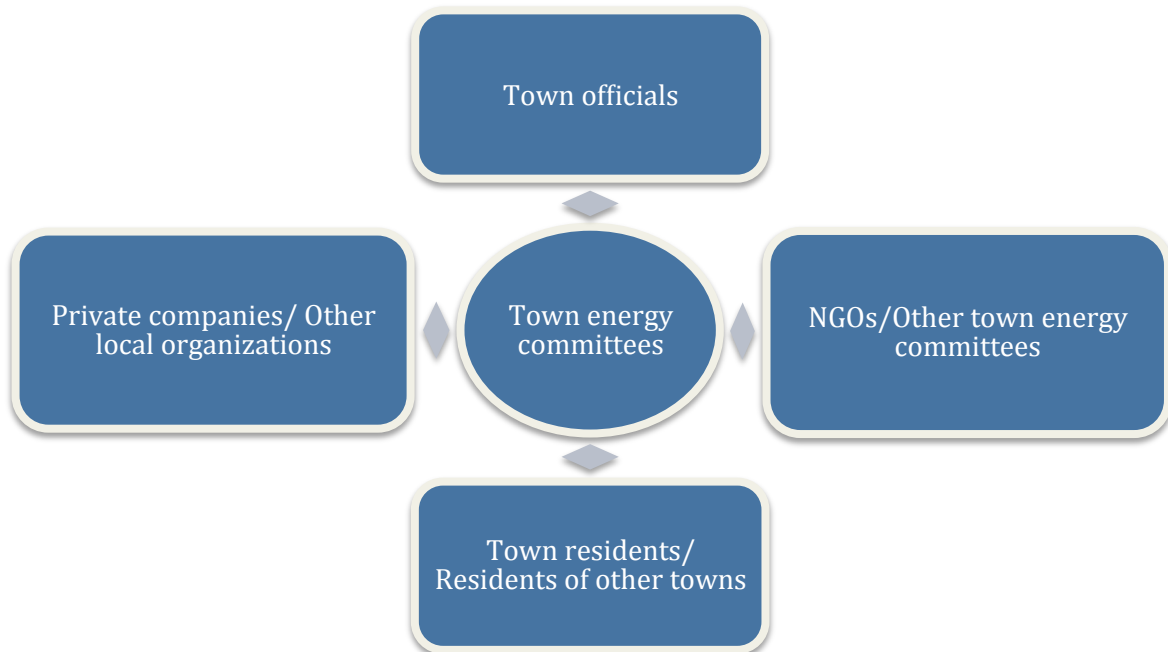 Town officials
Private companies/ Other
local organizations
Town energy
committees
NGOs/Other town energy
committees
Town residents/
Residents of other towns